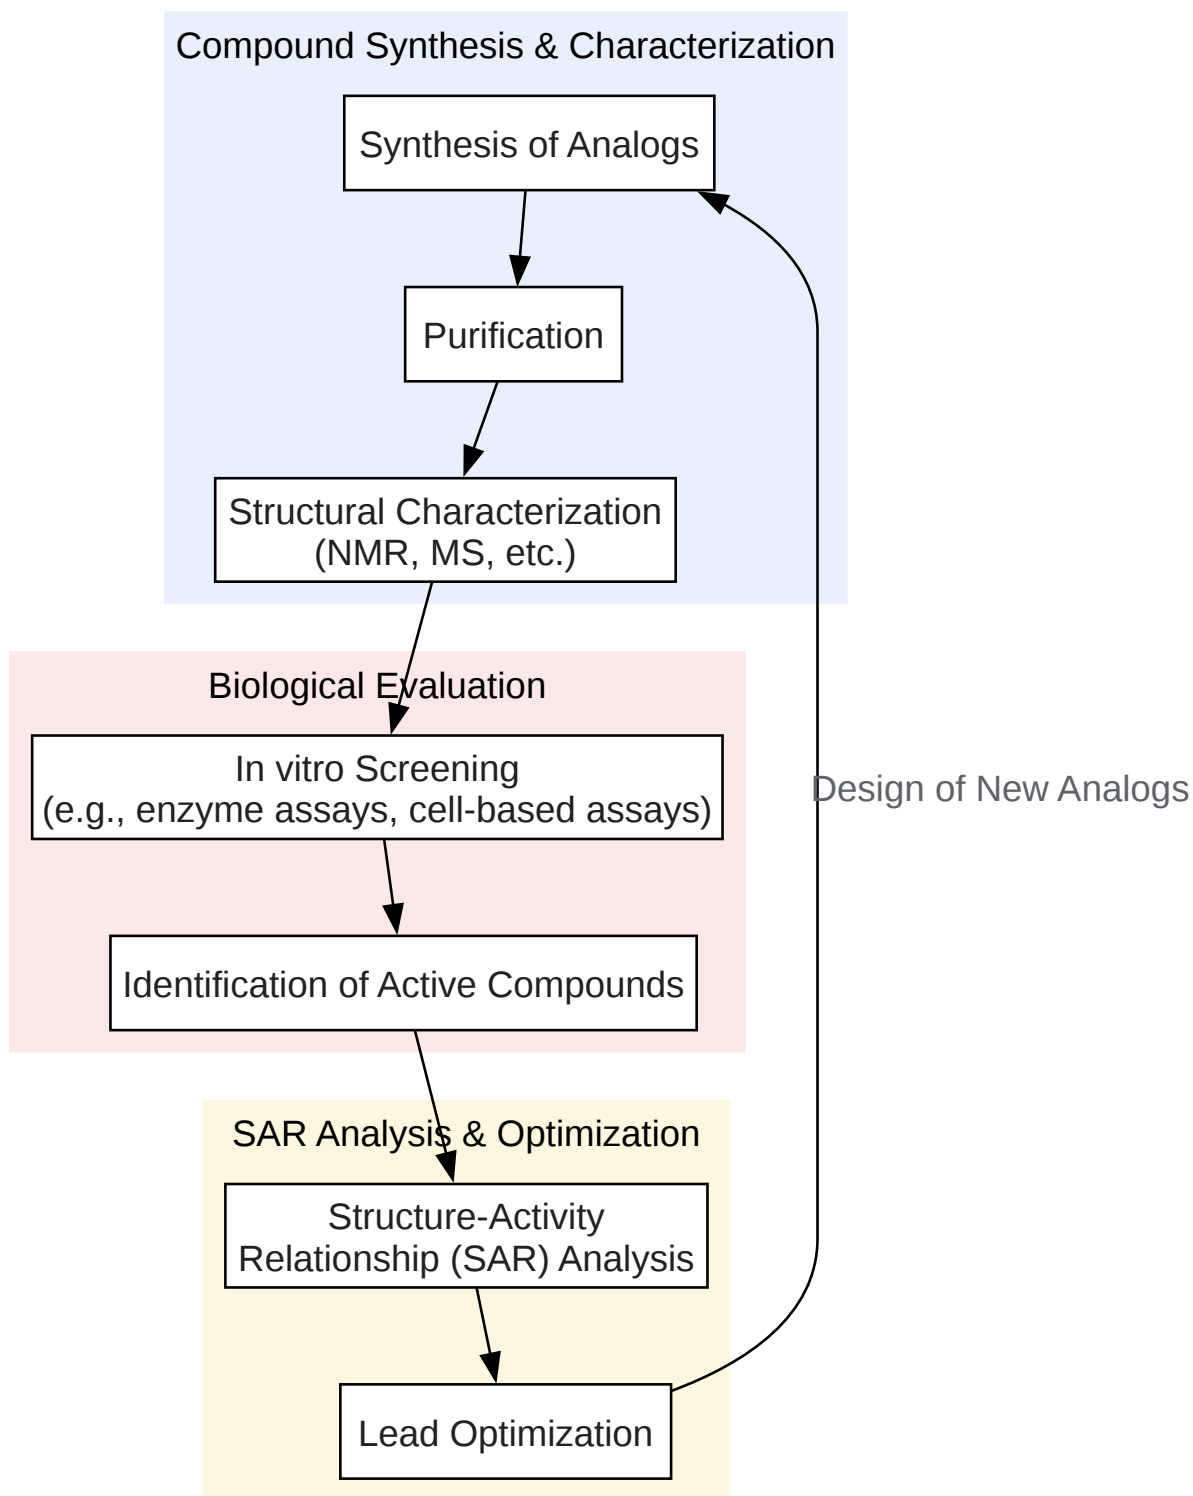 Compound Synthesis & Characterization
Synthesis of Analogs
Purification
Structural Characterization
(NMR, MS, etc.)
Biological Evaluation
In vitro Screening
(e.g., enzyme assays, cell-based assays)
Design of New Analogs
Identification of Active Compounds
SAR Analysis & Optimization
Structure-Activity
Relationship (SAR) Analysis
Lead Optimization